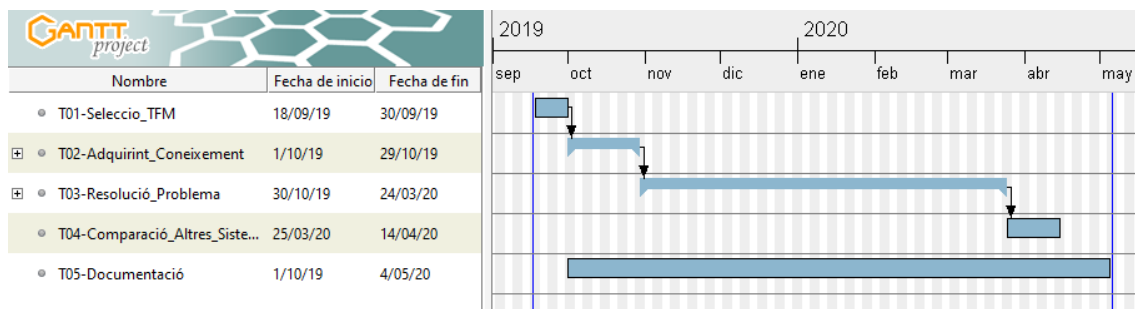 GANTT
project
2019 2020
Nombre Fecha de inicio Fecha de fin
sep oct nov dic ene feb mar abr may
T01-Seleccio_TFM 18/09/19 30/09/19
T02-Adquirint_Coneixement 1/10/19 29/10/19
T03-Resolució_Problema 30/10/19 24/03/20
T04-Comparació_Altres_Siste... 25/03/20 14/04/20
T05-Documentació 1/10/19 4/05/20